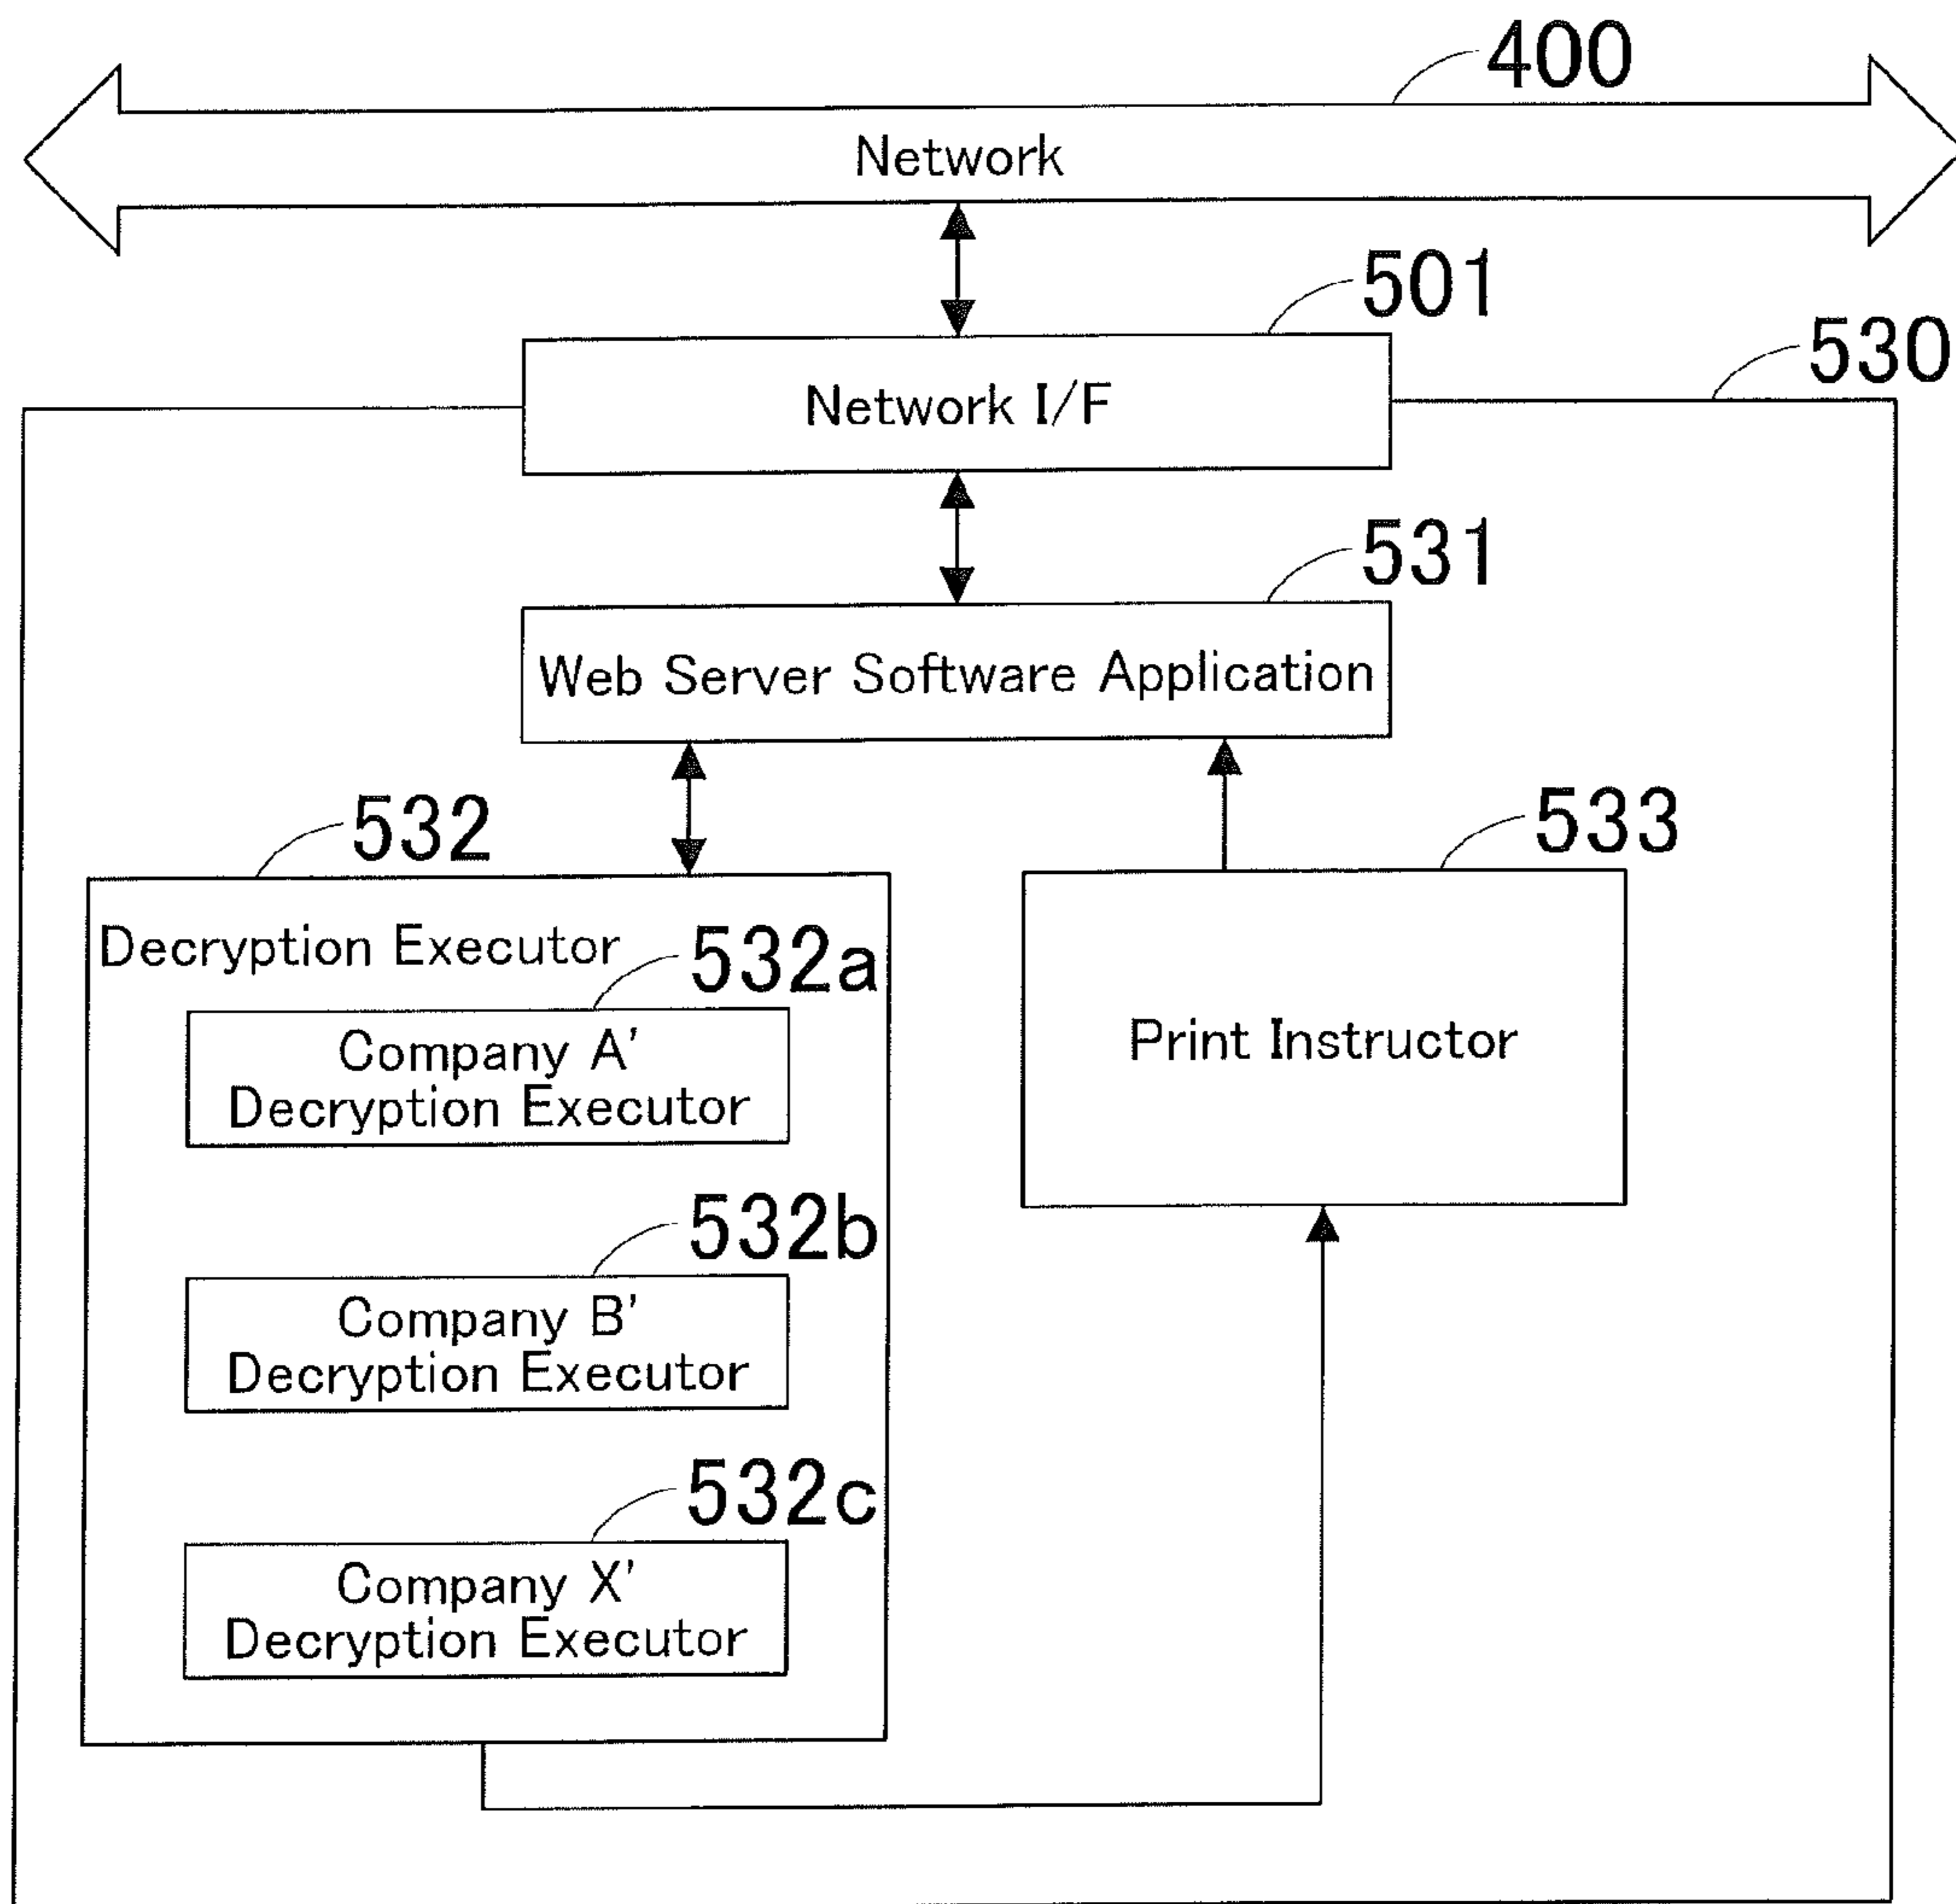 400
Network
501
530
Network I/F
531
Web Server Software Application
532
533
Decryption Executor
532a
Company A'
Decryption Executor
Print Instructor
532b
Company B'
Decryption Executor
532c
Company X'
Decryption Executor